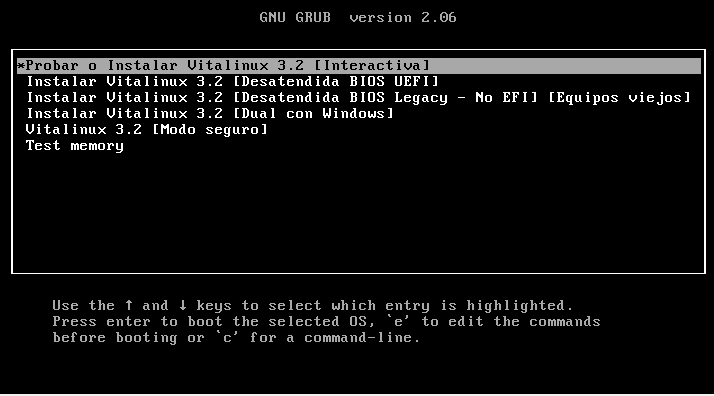 GNU GRUB  version 2.06
*Probar o Instalar Vitalinux 3.2 [Interactiva]
Instalar Vitalinux 3.2 [Desatendida BIOS UEFI]
Instalar Vitalinux 3.2 [Desatendida BIOS Legacy - No EFI] [Equipos viejos]
Instalar Vitalinux 3.2 [Dual con Windows]
Vitalinux 3.2 [Modo seguro]
Test memory
Use the ↑ and ↓ keys to select which entry is highlighted.
Press enter to boot the selected OS, `e' to edit the commands
before booting or `c' for a command-line.